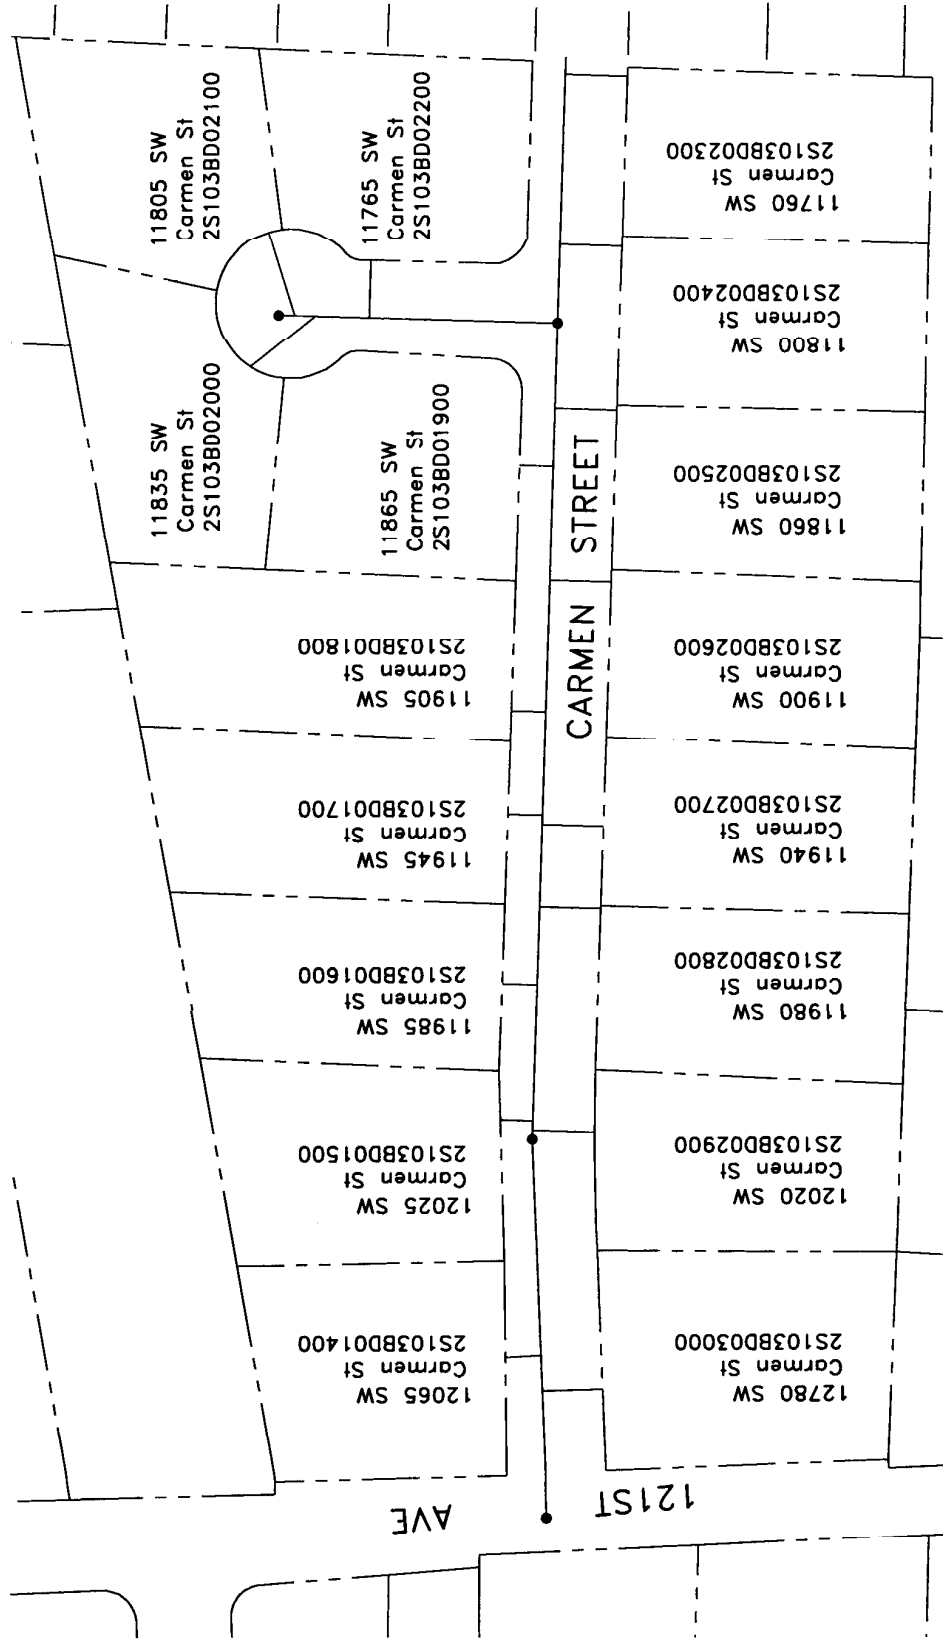 11805 SW
Carmen St
2S103BD02100
11765 SW
Carmen St
2S103BD02200
11835 SW
Carmen St
2S103BD02000
11865 SW
Carmen St
2S103BD01900
11905 SW
Carmen St
2S103BD01800
11945 SW
Carmen St
2S103BD01700
11985 SW
Carmen St
2S103BD01600
12025 SW
Carmen St
2S103BD01500
12065 SW
Carmen St
2S103BD01400
CARMEN STREET
11760 SW
Carmen St
2S103BD02300
11800 SW
Carmen St
2S103BD02400
11860 SW
Carmen St
2S103BD02500
11900 SW
Carmen St
2S103BD02600
11940 SW
Carmen St
2S103BD02700
11980 SW
Carmen St
2S103BD02800
12020 SW
Carmen St
2S103BD02900
12780 SW
Carmen St
2S103BD03000
121ST AVE